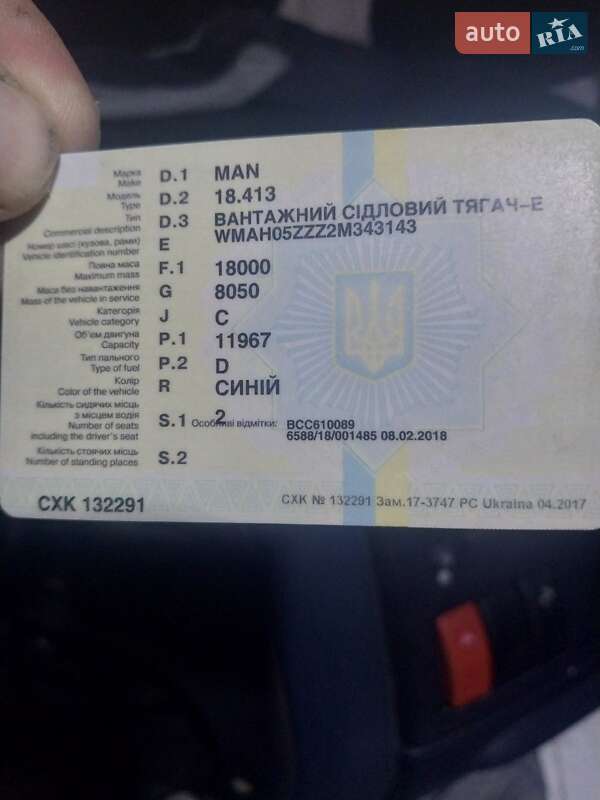 auto RIA .com
Марка D.1 MAN
Make
Модель D.2 18.413
Type
Тип D.3 ВАНТАЖНИЙ СІДЛОВИЙ ТЯГАЧ-Е
Commercial description
Номер шасі (кузова, рами) E WMAH05ZZZ2M343143
Vehicle identification number
Повна маса F.1 18000
Maximum mass
Маса без навантаження G 8050
Mass of the vehicle in service
Категорія J C
Vehicle category
Об'єм двигуна P.1 11967
Capacity
Тип пального P.2 D
Type of fuel
Колір R СИНІЙ
Color of the vehicle
Кількість сидячих місць
з місцем водія S.1 2
Number of seats
including the driver's seat
Особливі відмітки: BCC610089
6588/18/001485 08.02.2018
Кількість стоячих місць S.2
Number of standing places
СХК 132291
СХК № 132291 Зам.17-3747 РС Ukraina 04.2017